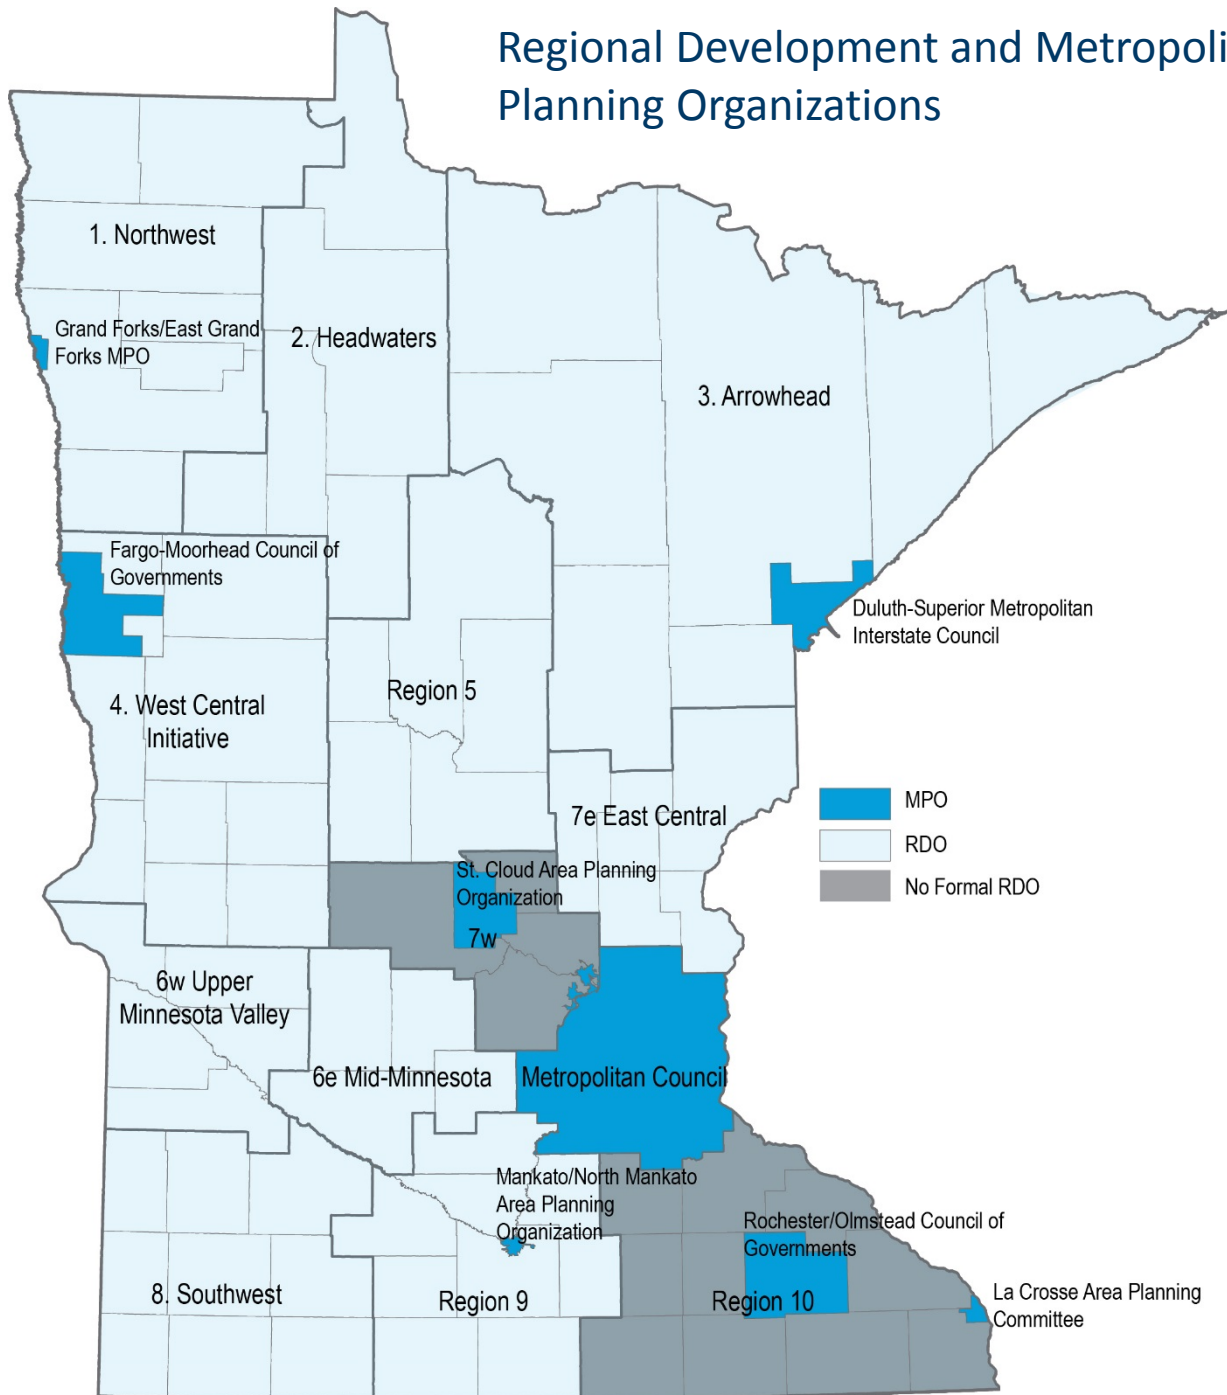 Regional Development and Metropoli
Planning Organizations
1. Northwest
Grand Forks/East Grand
Forks MPO
2. Headwaters
3. Arrowhead
Fargo-Moorhead Council of
Governments
Duluth-Superior Metropolitan
Interstate Council
4. West Central
Initiative
Region 5
MPO
RDO
No Formal RDO
7e East Central
St. Cloud Area Planning
Organization
7w
6w Upper
Minnesota Valley
6e Mid-Minnesota
Metropolitan Council
Mankato/North Mankato
Area Planning
Organization
Rochester/Olmstead Council of
Governments
8. Southwest
Region 9
Region 10
La Crosse Area Planning
Committee